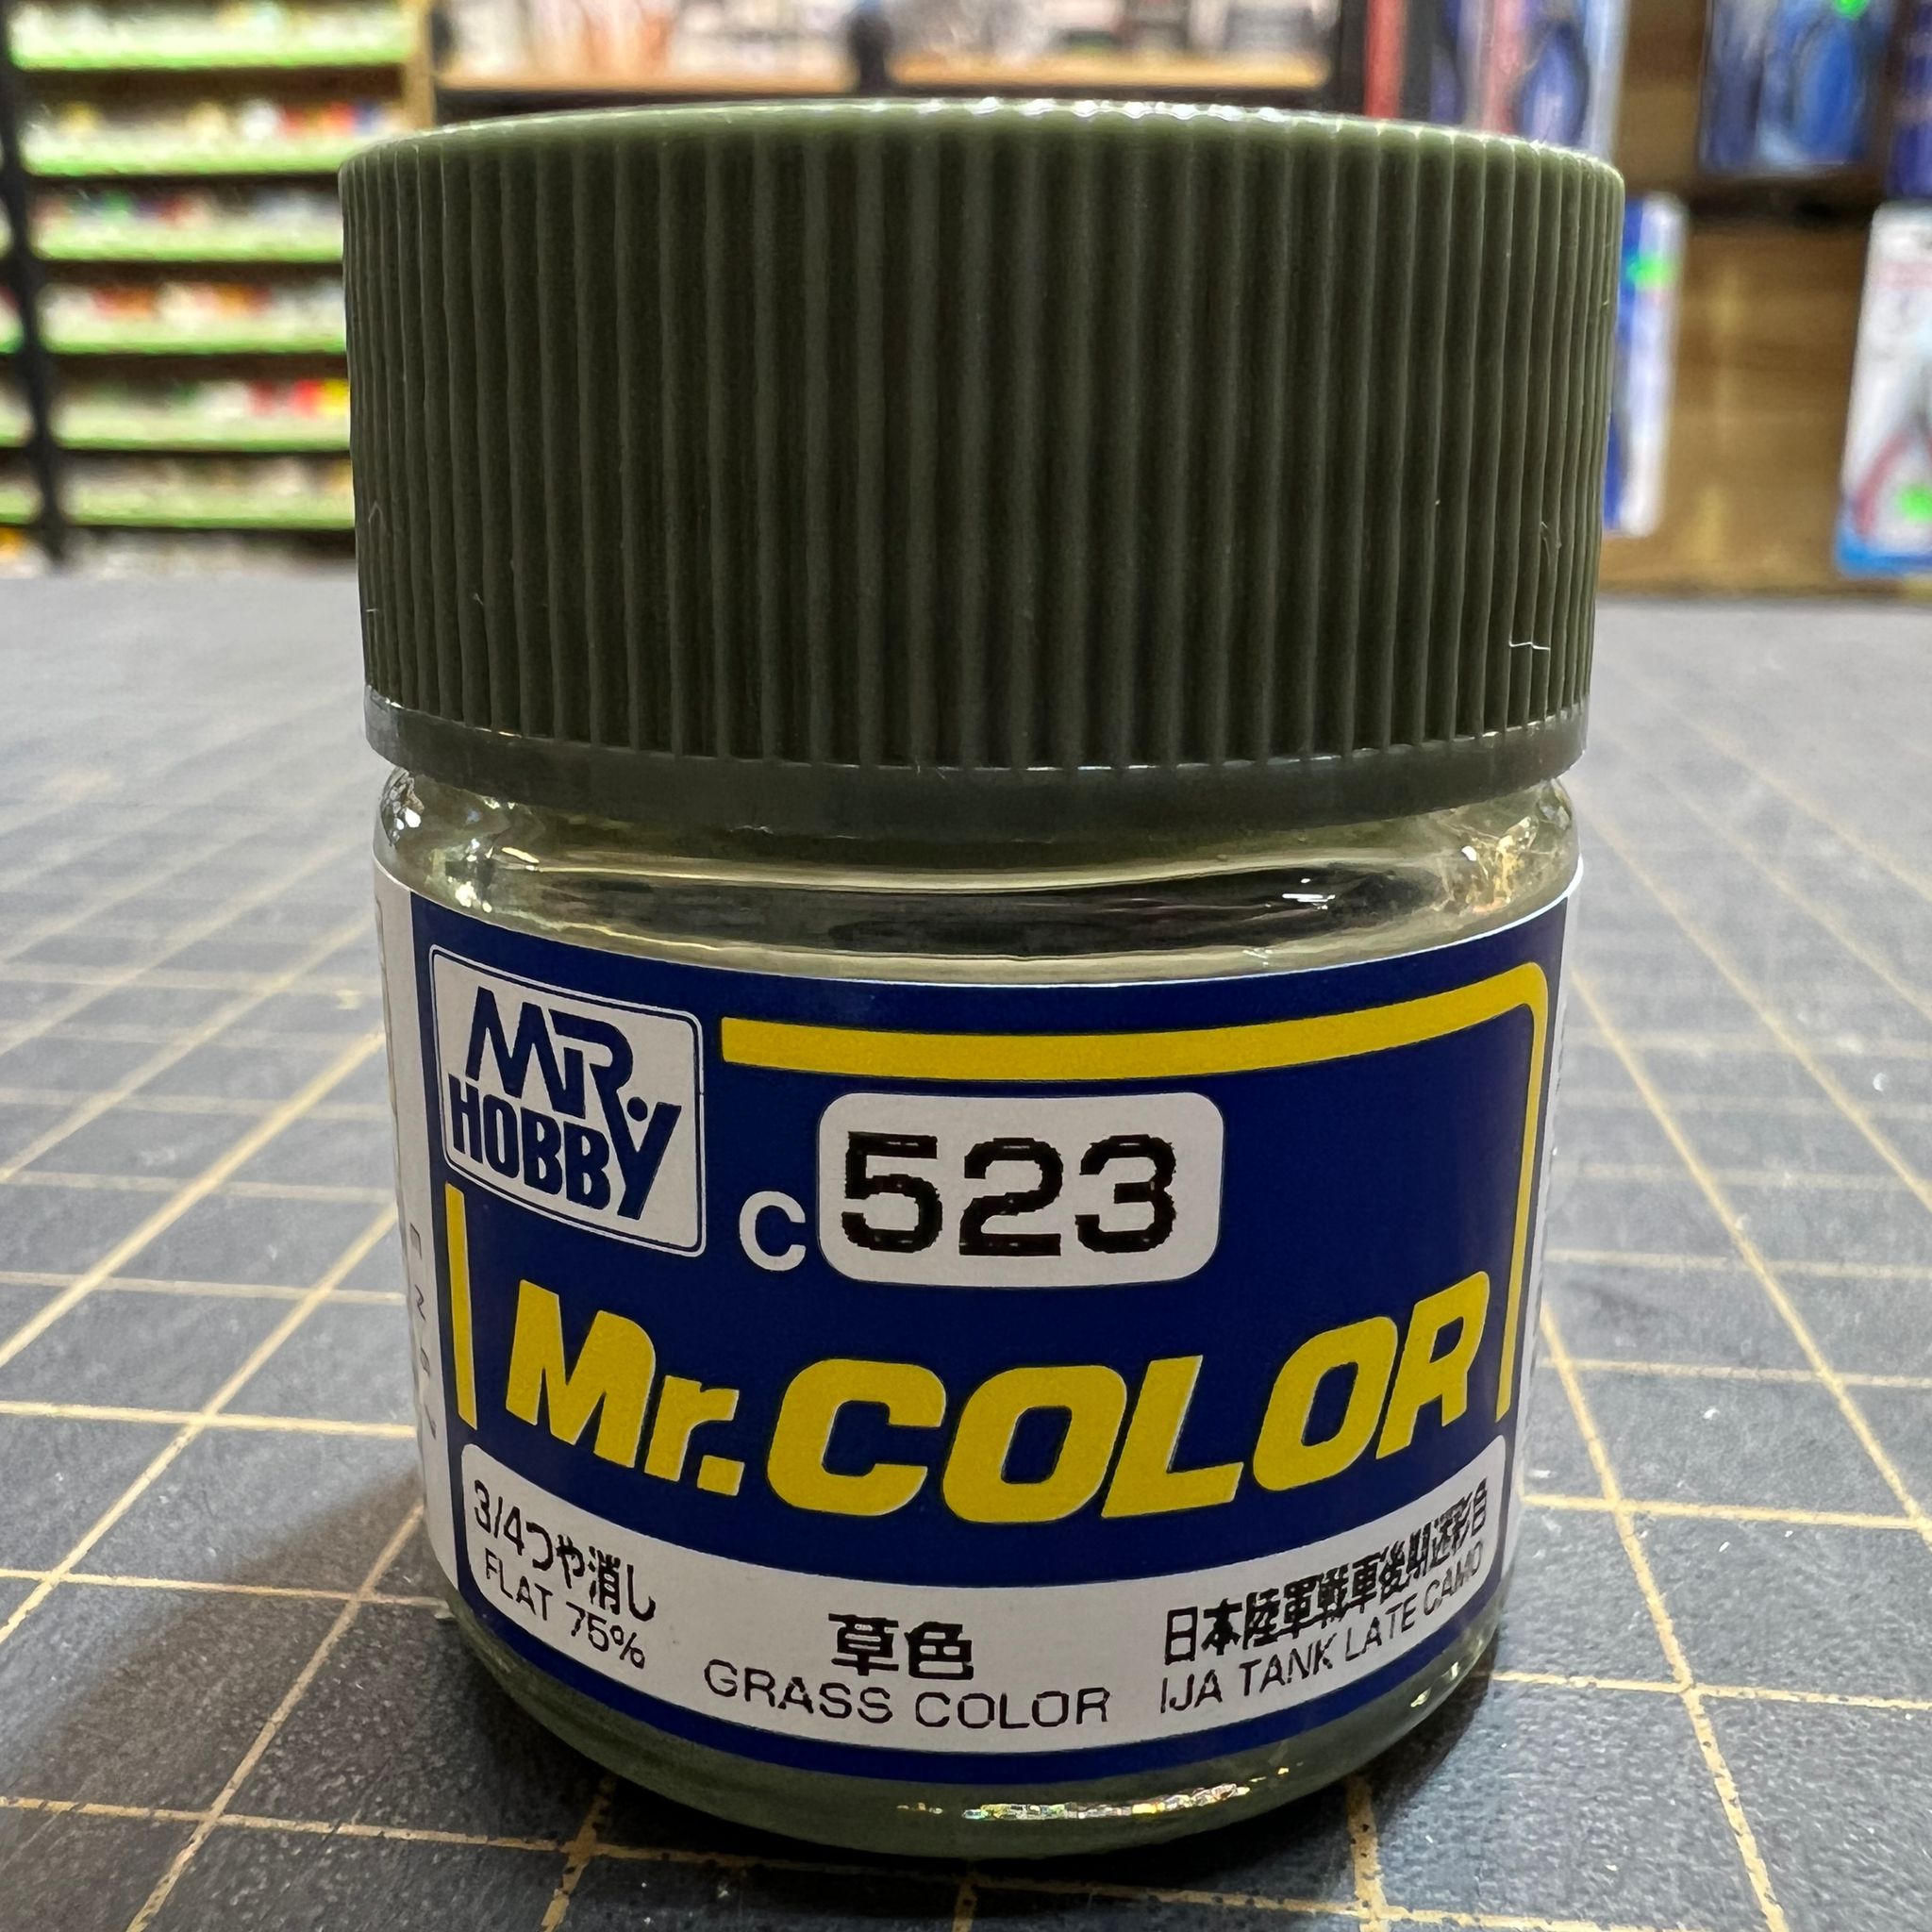 MR.
HOBBY
C 523
Mr.COLOR
3/4つや消し
FLAT 75%
草色
GRASS COLOR
日本陸軍戦車後期迷彩色
IJA TANK LATE CAMO